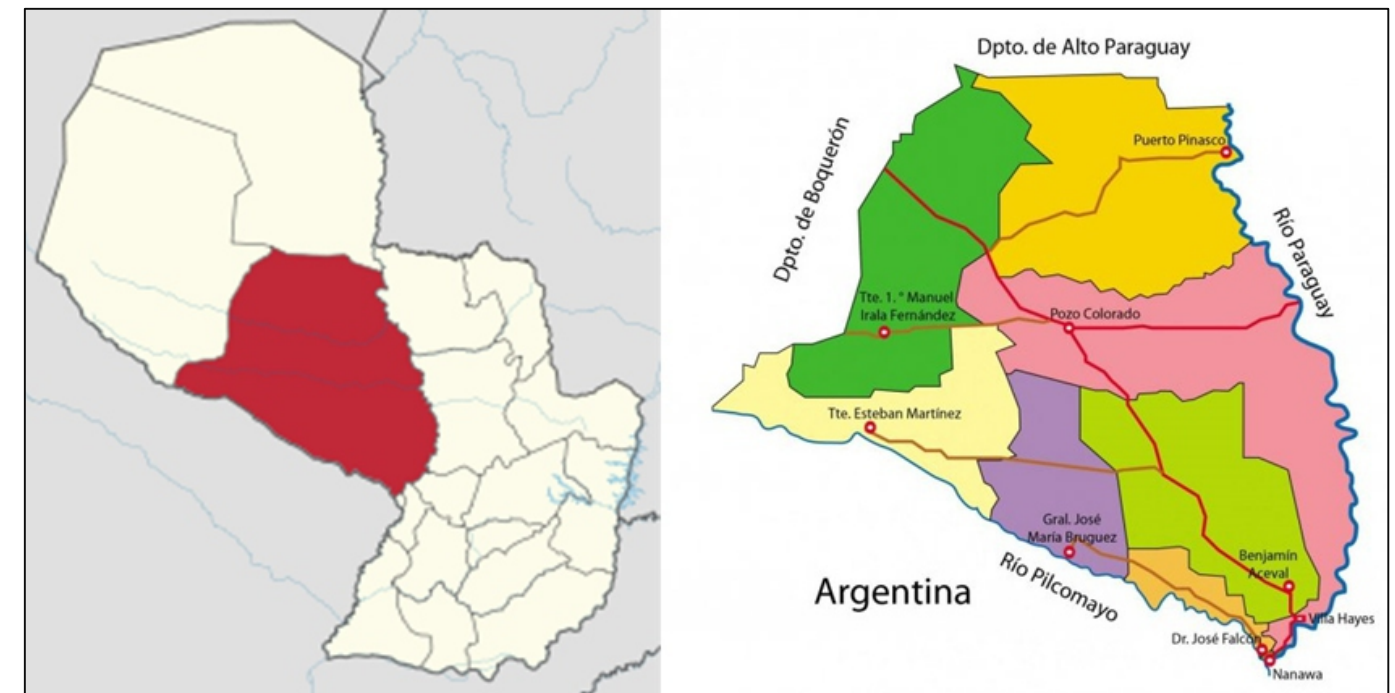 Dpto. de Alto Paraguay
Dpto. de Boquerón
Puerto Pinasco
Río Paraguay
Tte. 1.° Manuel
Irala Fernández
Pozo Colorado
Tte. Esteban Martínez
Gral. José
María Bruguez
Río Pilcomayo
Benjamín
Aceval
Argentina
Villa Hayes
Dr. José Falcón
Nanawa